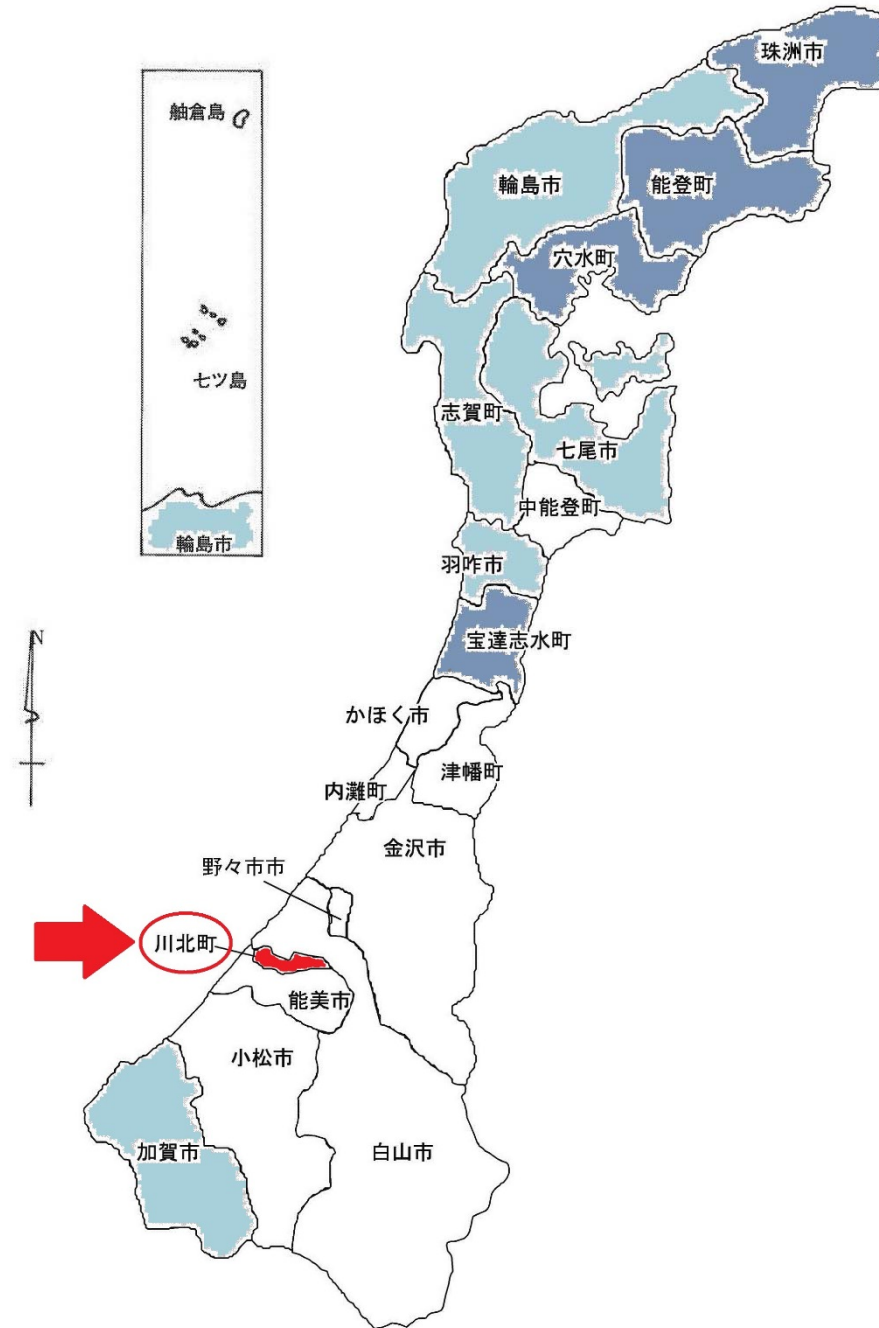 珠洲市
舳倉島
輪島市
能登町
穴水町
七ツ島
志賀町
七尾市
中能登町
輪島市
羽咋市
N
宝達志水町
かほく市
津幡町
内灘町
金沢市
野々市市
川北町
能美市
小松市
加賀市
白山市